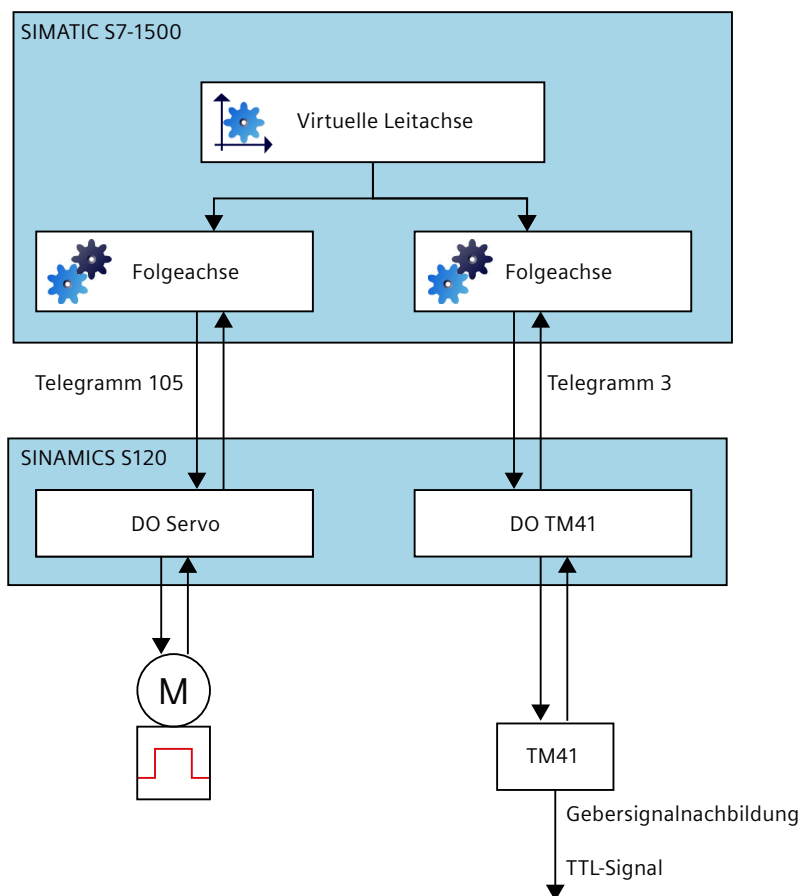 SIMATIC S7-1500
Virtuelle Leitachse
Folgeachse
Folgeachse
Telegramm 105
Telegramm 3
SINAMICS S120
DO Servo
DO TM41
M
TM41
Gebersignalnachbildung
TTL-Signal